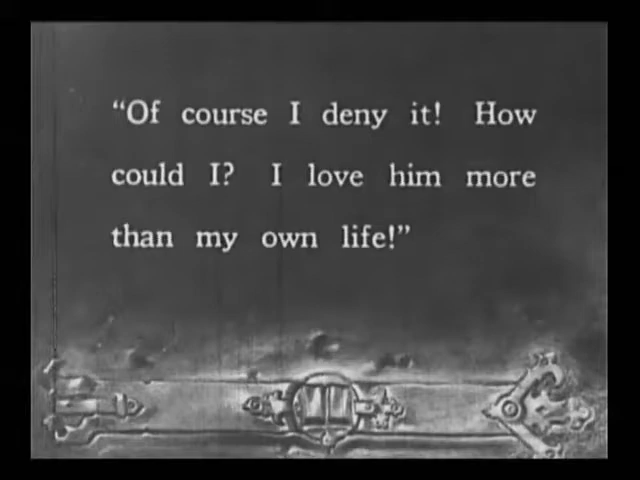 “Of course I deny it! How
could I? I love him more
than my own life!”